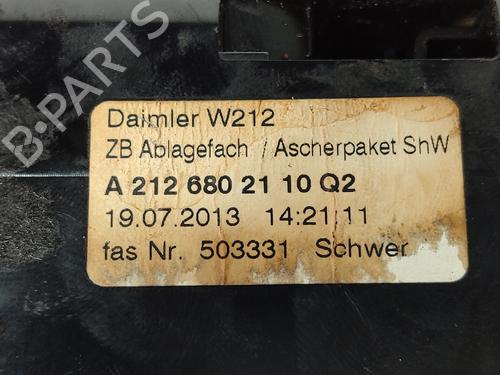 B-PARTS
Daimler W212
ZB Ablagefach / Ascherpaket ShW
A 212 680 21 10 Q2
19.07.2013 14:21:11
fas Nr. 503331 Schwer